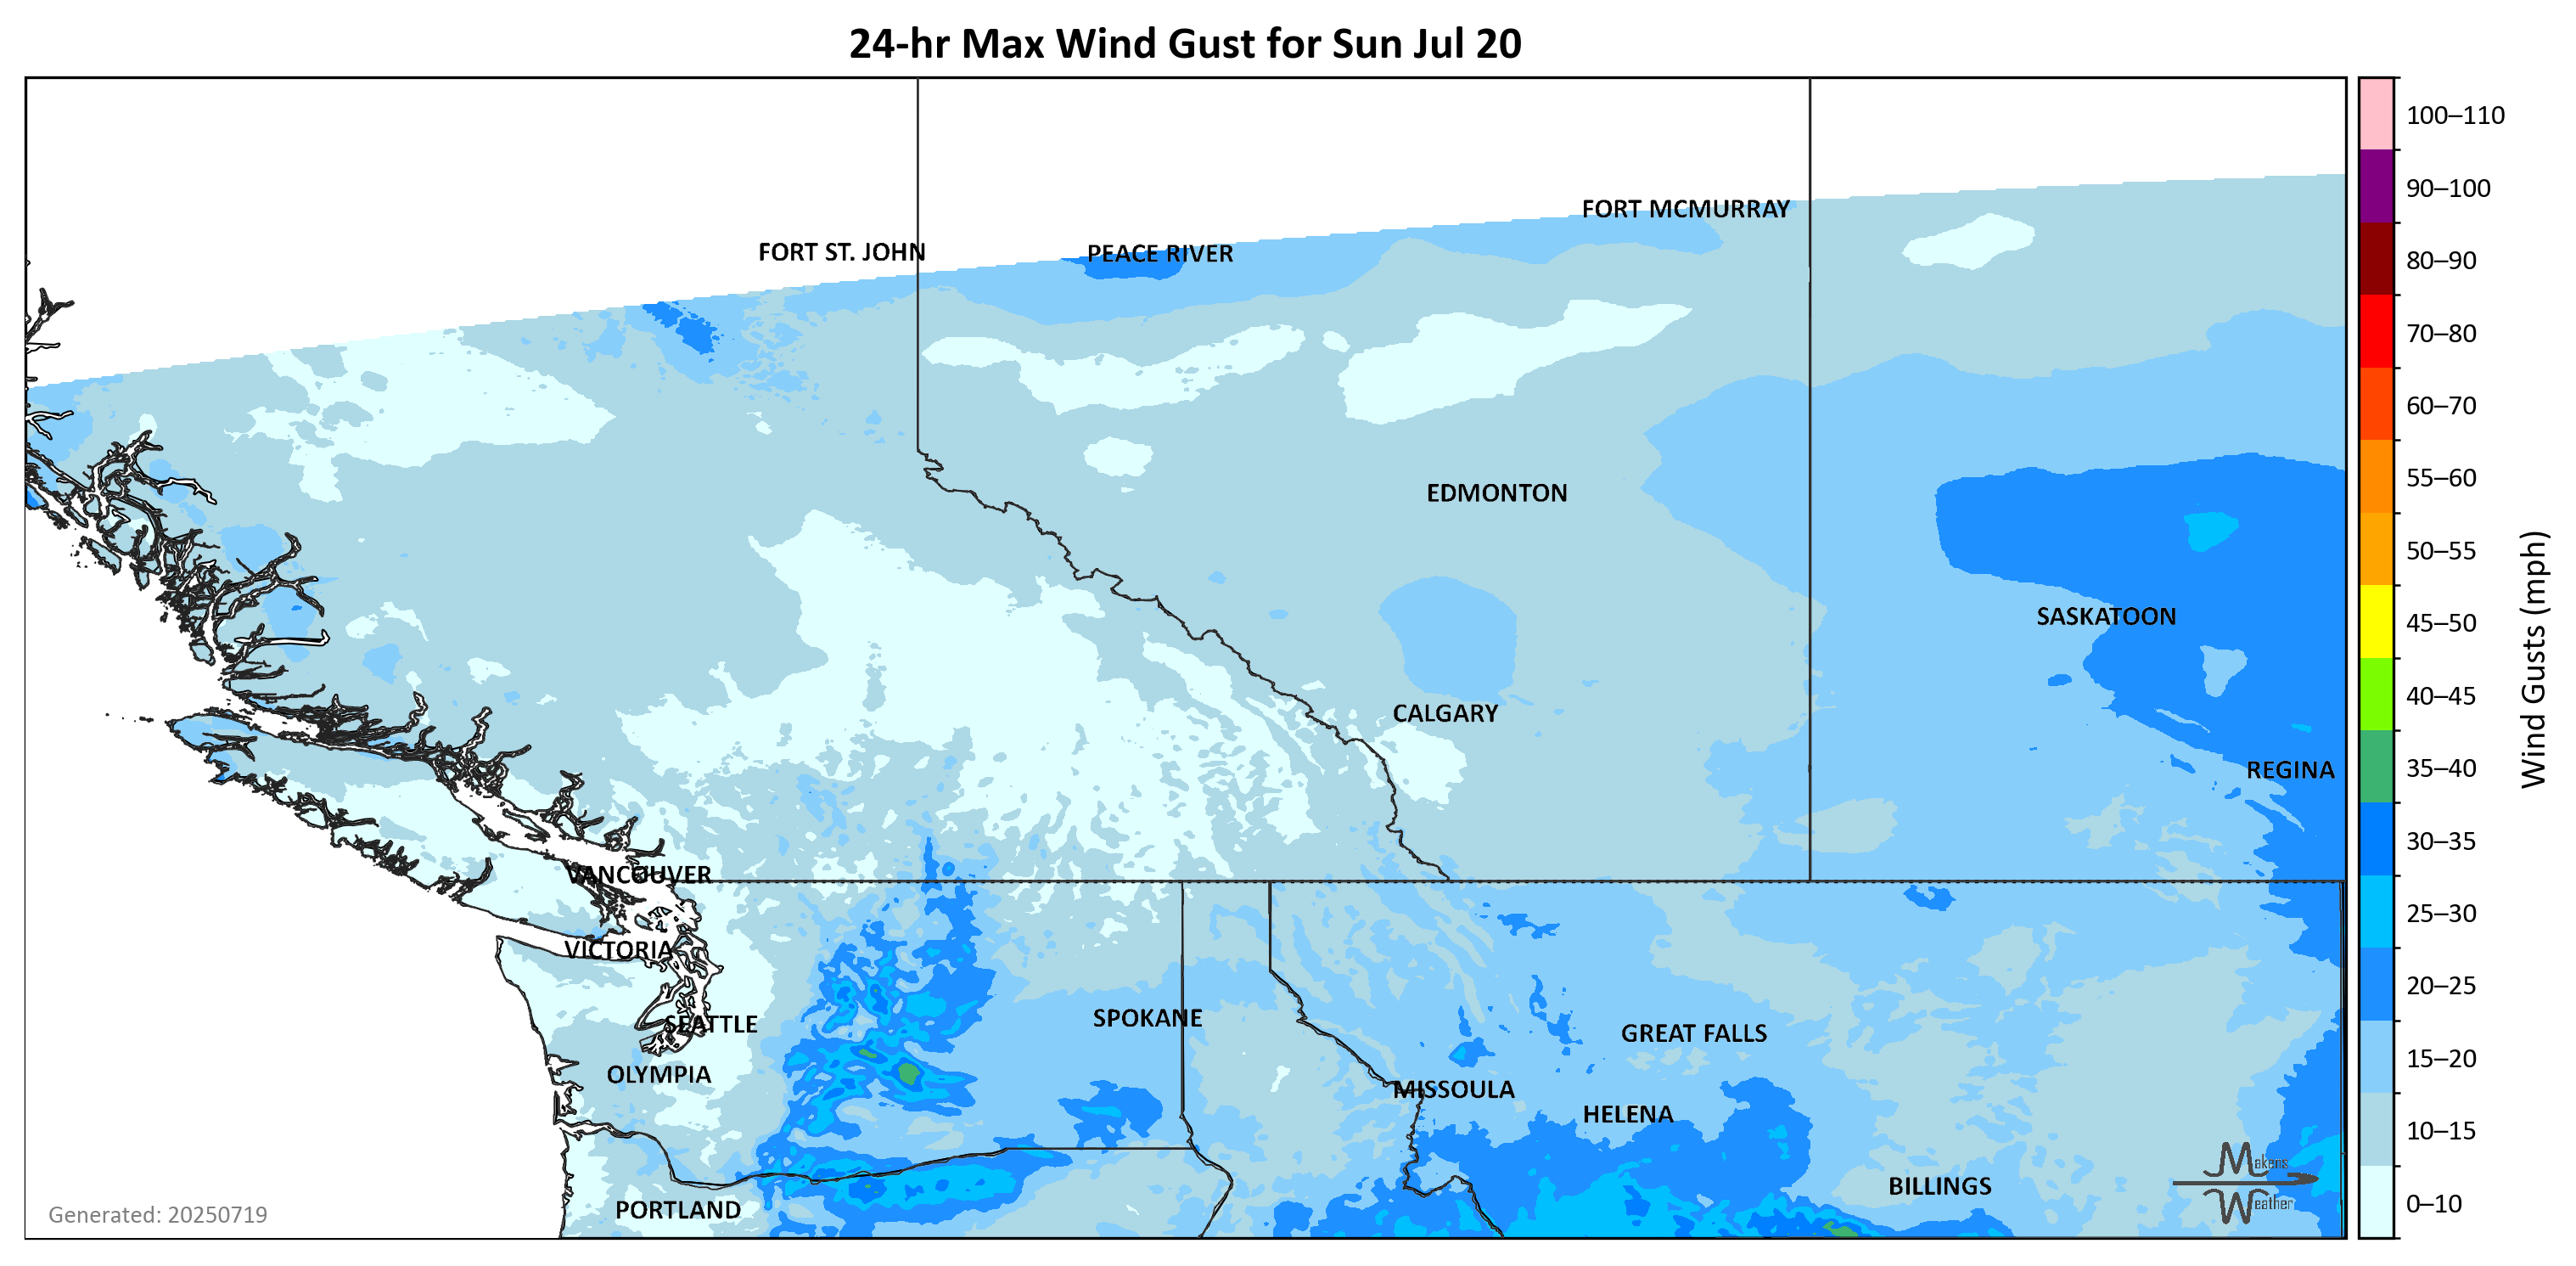 24-hr Max Wind Gust for Sun Jul 20
100–110
90–100
80–90
70–80
60–70
55–60
50–55
45–50
40–45
35–40
30–35
25–30
20–25
15–20
10–15
0–10
Wind Gusts (mph)
FORT MCMURRAY
FORT ST. JOHN
PEACE RIVER
EDMONTON
SASKATOON
CALGARY
REGINA
VANCOUVER
VICTORIA
SEATTLE
SPOKANE
GREAT FALLS
OLYMPIA
MISSOULA
HELENA
BILLINGS
PORTLAND
Makens
Weather
Generated: 20250719